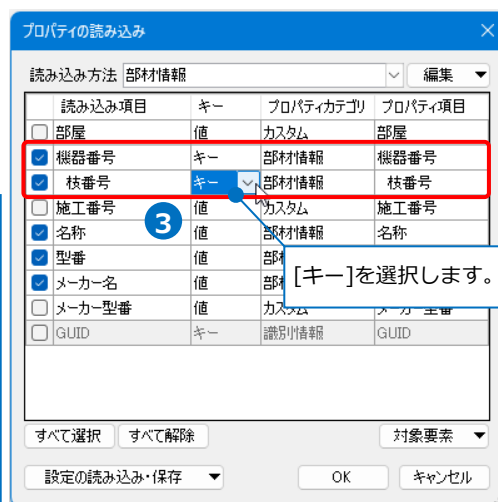 プロパティの読み込み
読み込み方法 部材情報 編集
読み込み項目 キー プロパティカテゴリ プロパティ項目
部屋 値 カスタム 部屋
機器番号 キー 部材情報 機器番号
枝番号 キー 部材情報 枝番号
施工番号 値 カスタム 施工番号
3
名称 値 部材情報 名称
型番 値
[キー]を選択します。
メーカー名 値
メーカー型番 値 カスタム メーカー型番
GUID キー 識別情報 GUID
すべて選択 すべて解除 対象要素
設定の読み込み・保存 OK キャンセル